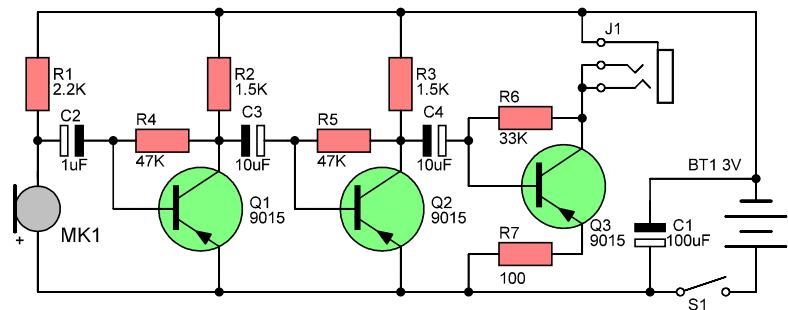 J1
R1
2.2K
R2
1.5K
R3
1.5K
C2
1uF
R4
47K
C3
10uF
R5
47K
C4
10uF
R6
33K
MK1
+
Q1
9015
Q2
9015
Q3
9015
R7
100
BT1 3V
C1
100uF
S1